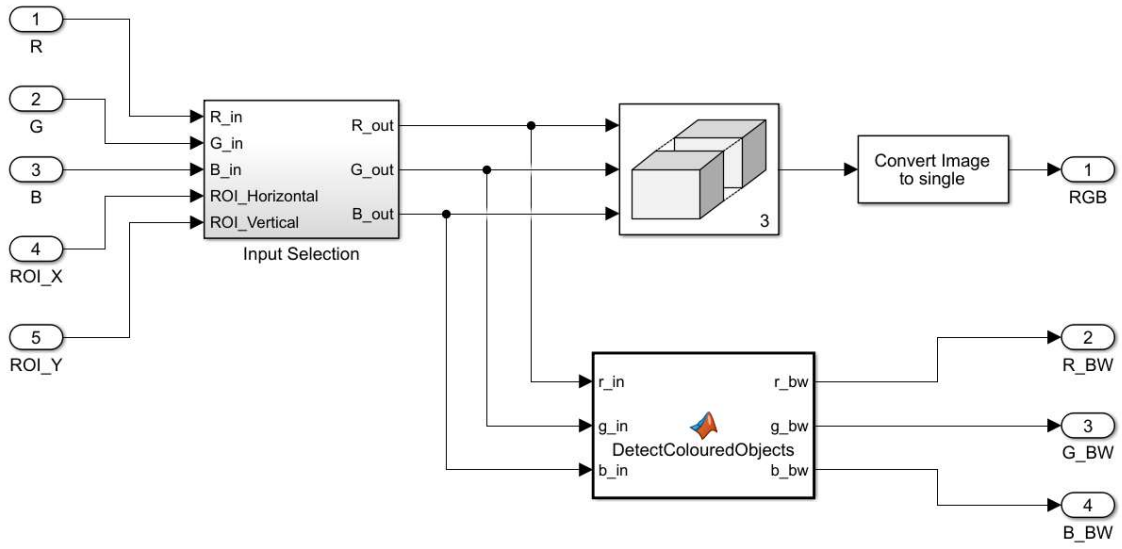 1
R
2
G
3
B
4
ROI_X
5
ROI_Y
R_in
G_in
B_in
ROI_Horizontal
ROI_Vertical
R_out
G_out
B_out
Input Selection
3
Convert Image
to single
1
RGB
r_in
g_in
b_in
DetectColouredObjects
r_bw
g_bw
b_bw
2
R_BW
3
G_BW
4
B_BW